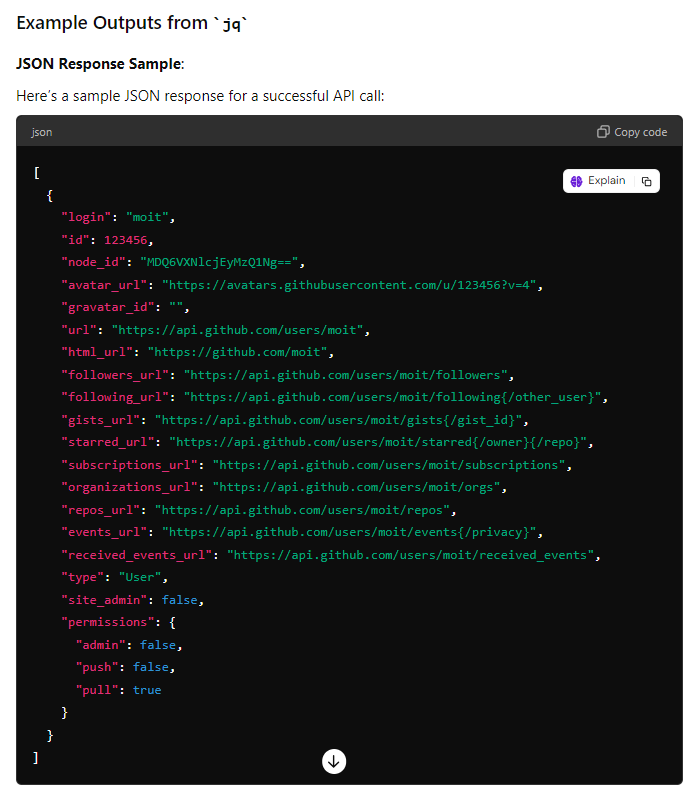 Example Outputs from `jq`
JSON Response Sample:
Here's a sample JSON response for a successful API call:
json Copy code
[
Explain
  {
    "login": "moit",
    "id": 123456,
    "node_id": "MDQ6VXNlcjEyMzQ1Ng==",
    "avatar_url": "https://avatars.githubusercontent.com/u/123456?v=4",
    "gravatar_id": "",
    "url": "https://api.github.com/users/moit",
    "html_url": "https://github.com/moit",
    "followers_url": "https://api.github.com/users/moit/followers",
    "following_url": "https://api.github.com/users/moit/following{/other_user}",
    "gists_url": "https://api.github.com/users/moit/gists{/gist_id}",
    "starred_url": "https://api.github.com/users/moit/starred{/owner}{/repo}",
    "subscriptions_url": "https://api.github.com/users/moit/subscriptions",
    "organizations_url": "https://api.github.com/users/moit/orgs",
    "repos_url": "https://api.github.com/users/moit/repos",
    "events_url": "https://api.github.com/users/moit/events{/privacy}",
    "received_events_url": "https://api.github.com/users/moit/received_events",
    "type": "User",
    "site_admin": false,
    "permissions": {
      "admin": false,
      "push": false,
      "pull": true
    }
  }
]